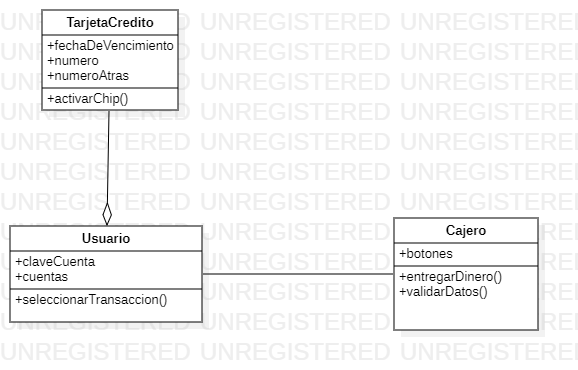 TarjetaCredito
+fechaDeVencimiento
+numero
+numeroAtras
+activarChip()
Usuario
+claveCuenta
+cuentas
+seleccionarTransaccion()
Cajero
+botones
+entregarDinero()
+validarDatos()
UNREGISTERED UNREGISTERED UNREGISTERED
UNREGISTERED UNREGISTERED UNREGISTERED
UNREGISTERED UNREGISTERED UNREGISTERED
UNREGISTERED UNREGISTERED UNREGISTERED
UNREGISTERED UNREGISTERED UNREGISTERED
UNREGISTERED UNREGISTERED UNREGISTERED
UNREGISTERED UNREGISTERED UNREGISTERED
UNREGISTERED UNREGISTERED UNREGISTERED
UNREGISTERED UNREGISTERED UNREGISTERED
UNREGISTERED UNREGISTERED UNREGISTERED
UNREGISTERED UNREGISTERED UNREGISTERED
UNREGISTERED UNREGISTERED UNREGISTERED